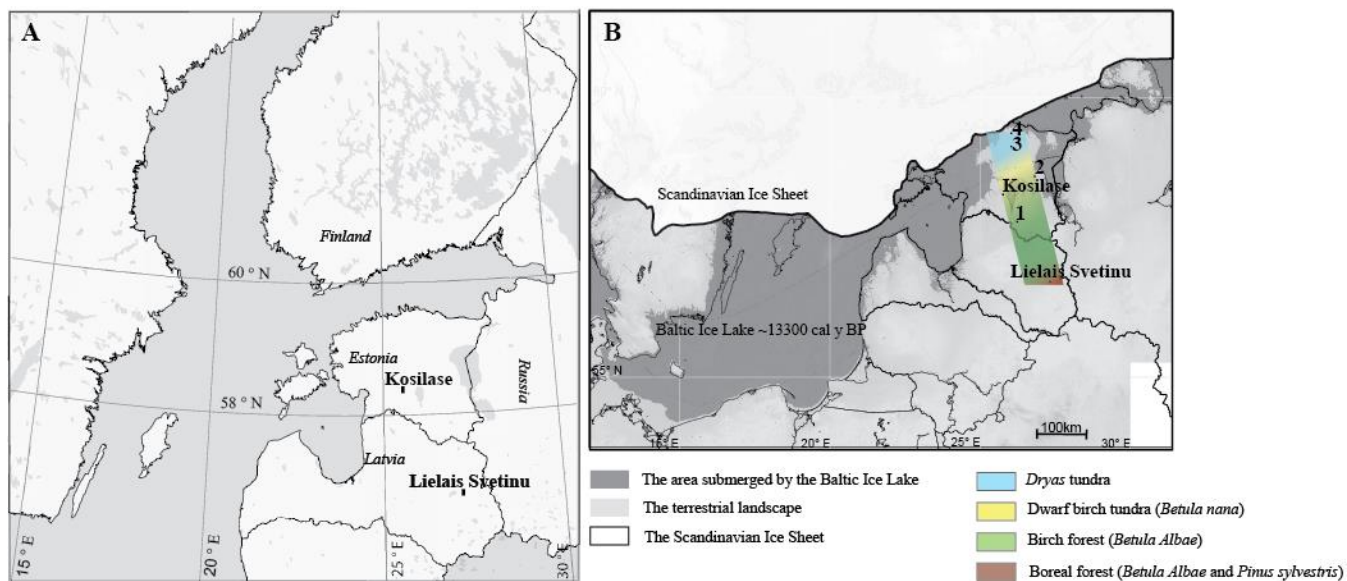 A
Finland
60 ° N
Estonia
Kosilase
Russia
58 ° N
Latvia
Lielais Svetinu
15 ° E
20 ° E
25 ° E
30 ° E
B
Scandinavian Ice Sheet
4
3
2
Kosilase
1
Lielais Svetinu
Baltic Ice Lake ~13300 cal y BP
20 ° E
25 ° E
30 ° E
100km
The area submerged by the Baltic Ice Lake
The terrestrial landscape
The Scandinavian Ice Sheet
Dryas tundra
Dwarf birch tundra (Betula nana)
Birch forest (Betula Albae)
Boreal forest (Betula Albae and Pinus sylvestris)